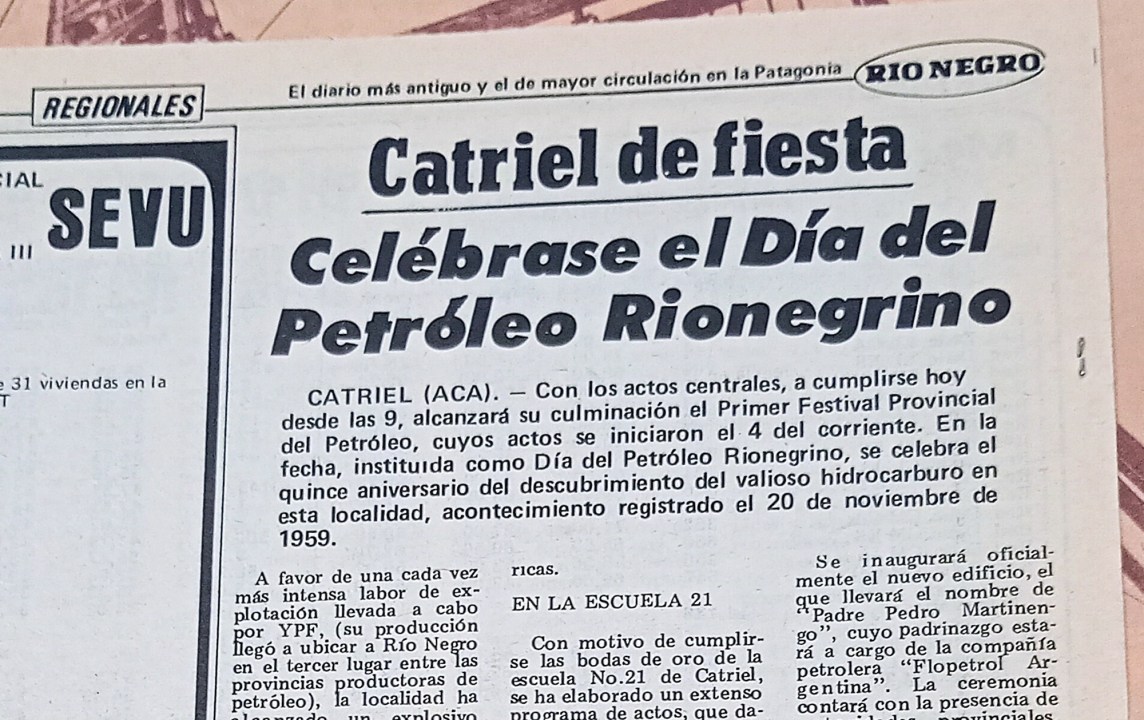 REGIONALES
El diario más antiguo y el de mayor circulación en la Patagonia
RIO NEGRO
SEVU
III
31 viviendas en la
Catriel de fiesta
Celébrase el Día del
Petróleo Rionegrino
CATRIEL (ACA). — Con los actos centrales, a cumplirse hoy
desde las 9, alcanzará su culminación el Primer Festival Provincial
del Petróleo, cuyos actos se iniciaron el 4 del corriente. En la
fecha, instituida como Día del Petróleo Rionegrino, se celebra el
quince aniversario del descubrimiento del valioso hidrocarburo en
esta localidad, acontecimiento registrado el 20 de noviembre de
1959.
A favor de una cada vez
más intensa labor de ex-
plotación llevada a cabo
por YPF, (su producción
llegó a ubicar a Río Negro
en el tercer lugar entre las
provincias productoras de
petróleo), la localidad ha
un explosivo
ricas.
EN LA ESCUELA 21
Con motivo de cumplir-
se las bodas de oro de la
escuela No.21 de Catriel,
se ha elaborado un extenso
programa de actos, que da-
Se inaugurará oficial-
mente el nuevo edificio, el
que llevará el nombre de
“Padre Pedro Martinen-
go”, cuyo padrinazgo esta-
rá a cargo de la compañía
petrolera “Flopetrol Ar-
gentina”. La ceremonia
contará con la presencia de